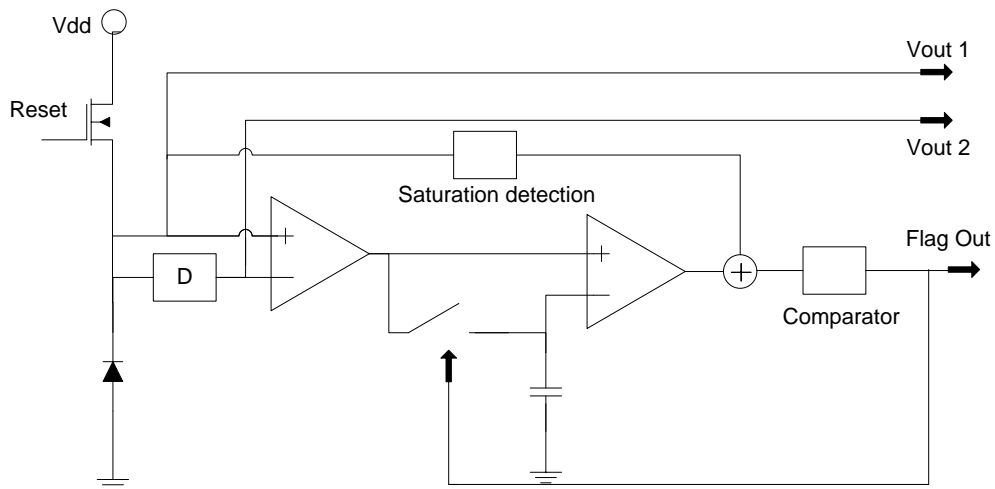 Vdd
Vout 1
Reset
Vout 2
Saturation detection
+
+
Flag Out
D
+
−
−
Comparator